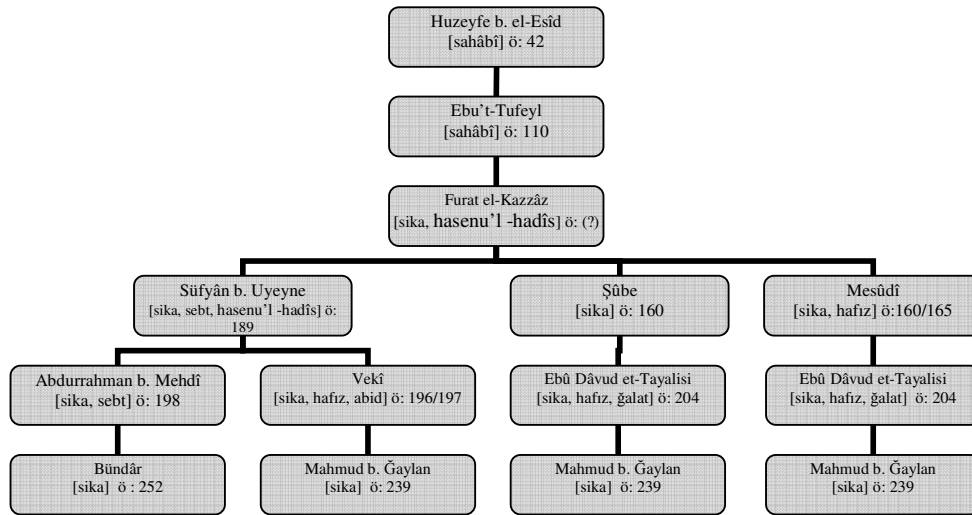 Huzeyfe b. el-Esîd
[sahâbî] ö: 42
Ebu’t-Tufeyl
[sahâbî] ö: 110
Furat el-Kazzâz
[sika, hasenu’l -hadîs] ö: (?)
Süfyân b. Uyeyne
[sika, sebt, hasenu’l -hadîs] ö:
189
Şûbe
[sika] ö: 160
Mesûdî
[sika, hafız] ö:160/165
Abdurrahman b. Mehdî
[sika, sebt] ö: 198
Vekî
[sika, hafız, abid] ö: 196/197
Ebû Dâvud et-Tayalisi
[sika, hafız, ğalat] ö: 204
Ebû Dâvud et-Tayalisi
[sika, hafız, ğalat] ö: 204
Bündâr
[sika] ö : 252
Mahmud b. Ğaylan
[sika] ö: 239
Mahmud b. Ğaylan
[sika] ö: 239
Mahmud b. Ğaylan
[sika] ö: 239